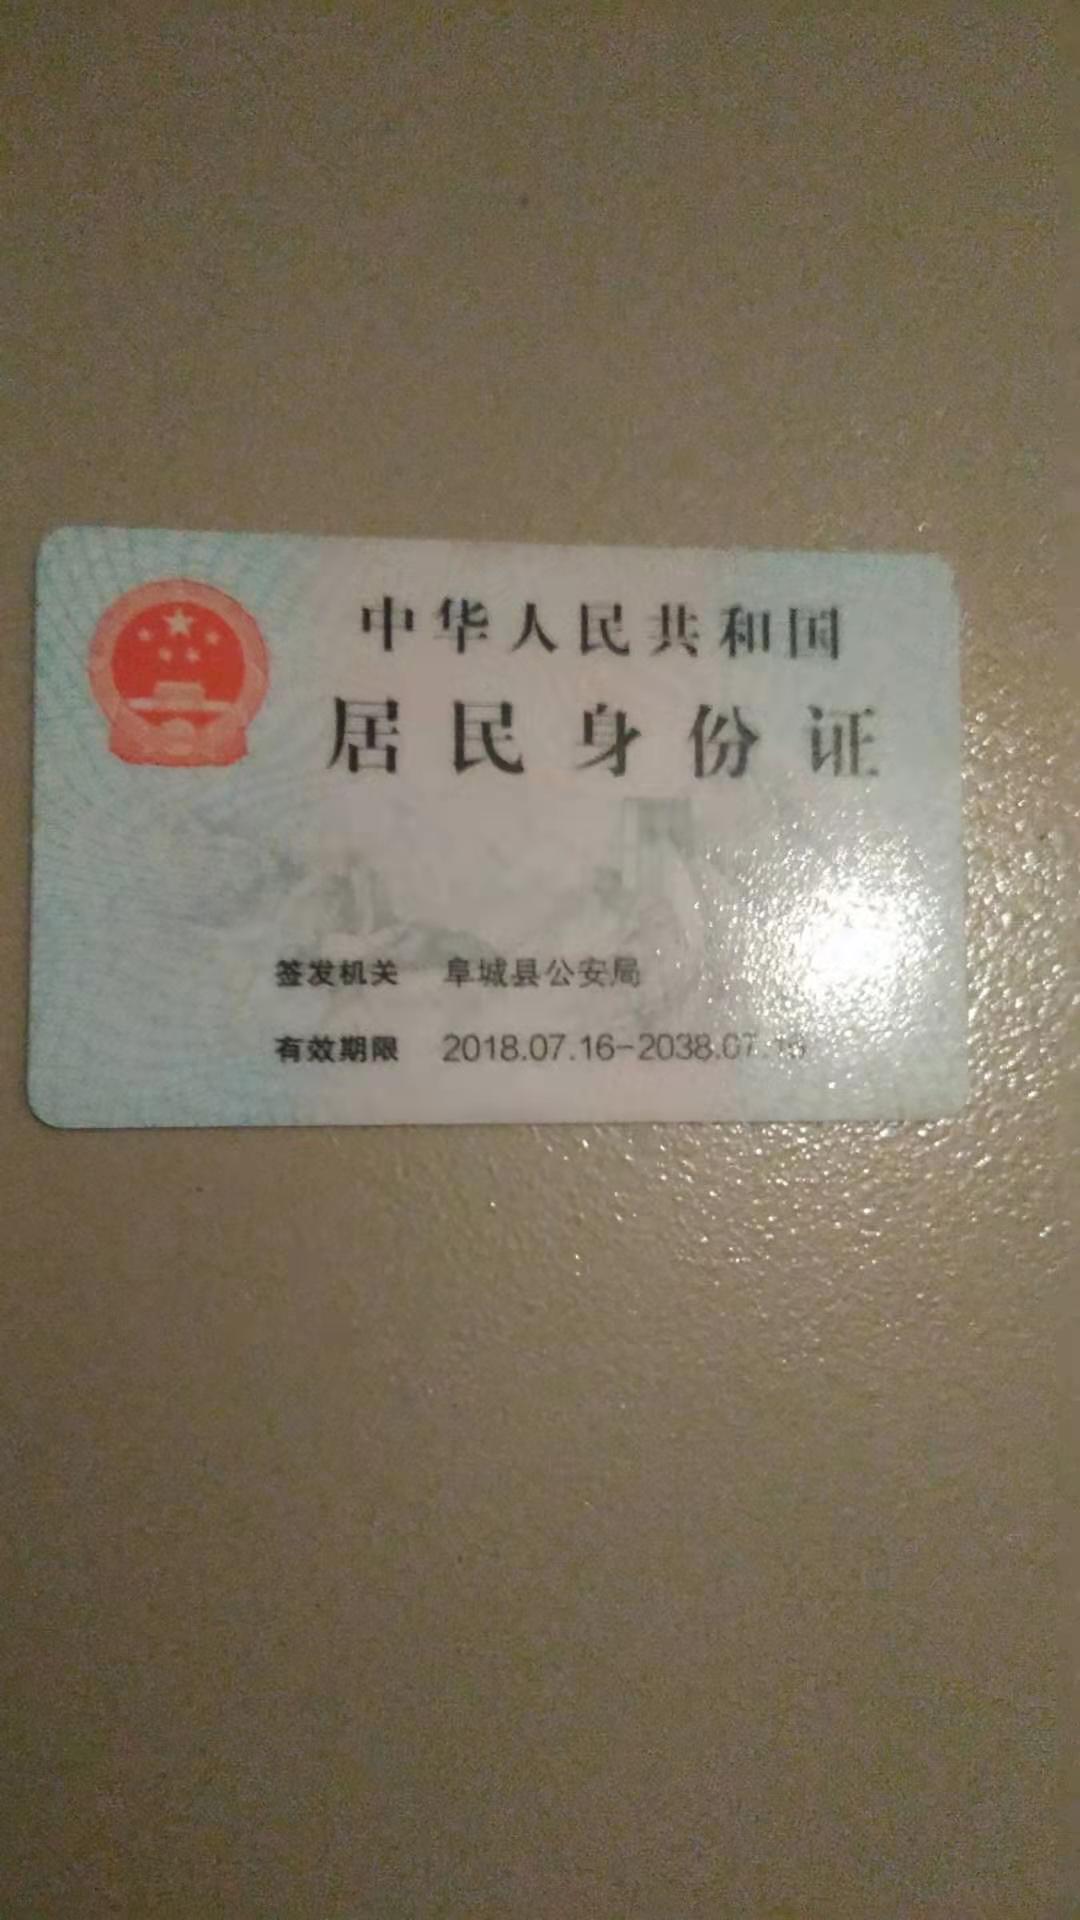 中华人民共和国
居民身份证
签发机关 阜城县公安局
有效期限 2018.07.16-2038.07.16